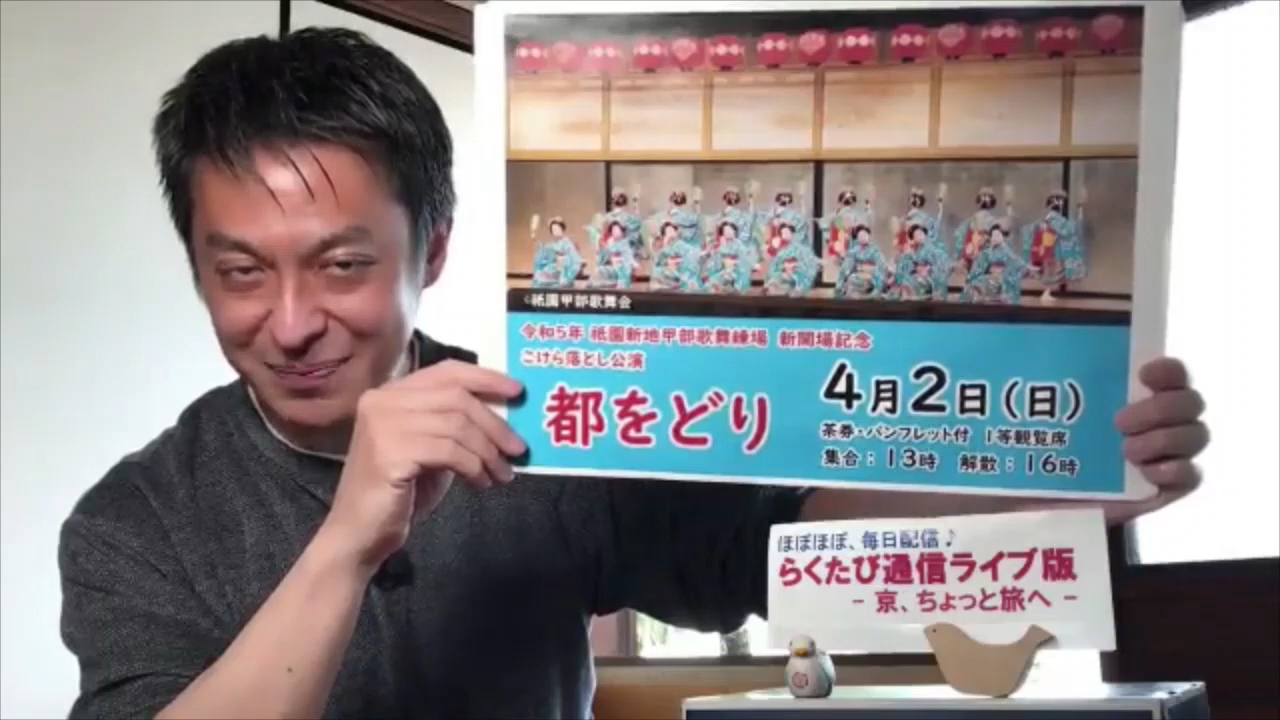 ©祇園甲部歌舞会
令和5年 祇園新地甲部歌舞練場 新開場記念
こけら落とし公演
都をどり
4月2日（日）
茶券・パンフレット付 1等観覧席
集合：13時 解散：16時
ほぼほぼ、毎日配信♪
らくたび通信ライブ版
- 京、ちょっと旅へ -